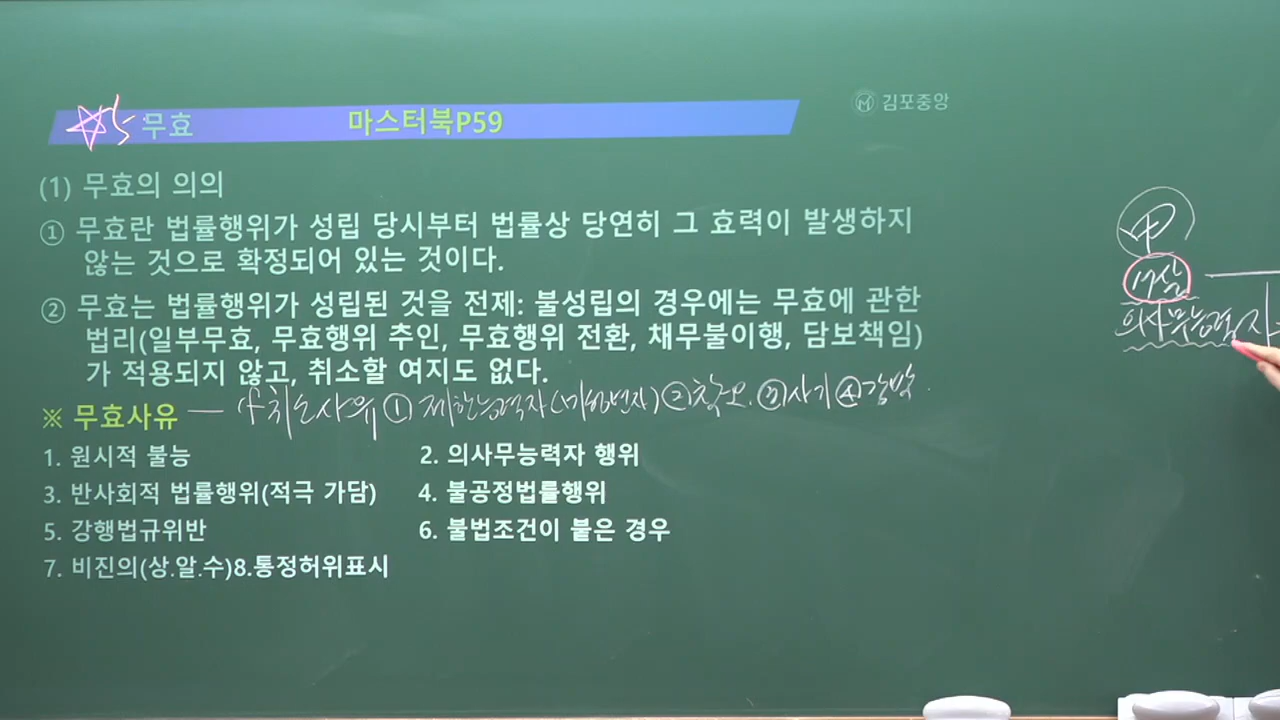 무효 마스터북P59
김포중앙
(1) 무효의 의의
① 무효란 법률행위가 성립 당시부터 법률상 당연히 그 효력이 발생하지
않는 것으로 확정되어 있는 것이다.
② 무효는 법률행위가 성립된 것을 전제: 불성립의 경우에는 무효에 관한
법리(일부무효, 무효행위 추인, 무효행위 전환, 채무불이행, 담보책임)
가 적용되지 않고, 취소할 여지도 없다.
※ 무효사유 — 취소사유 ① 제한능력자(미성년자) ② 착오. ③ 사기 ④ 강박.
1. 원시적 불능 2. 의사무능력자 행위
3. 반사회적 법률행위(적극 가담) 4. 불공정법률행위
5. 강행법규위반 6. 불법조건이 붙은 경우
7. 비진의(상.알.수)8.통정허위표시
甲
의사무능력자